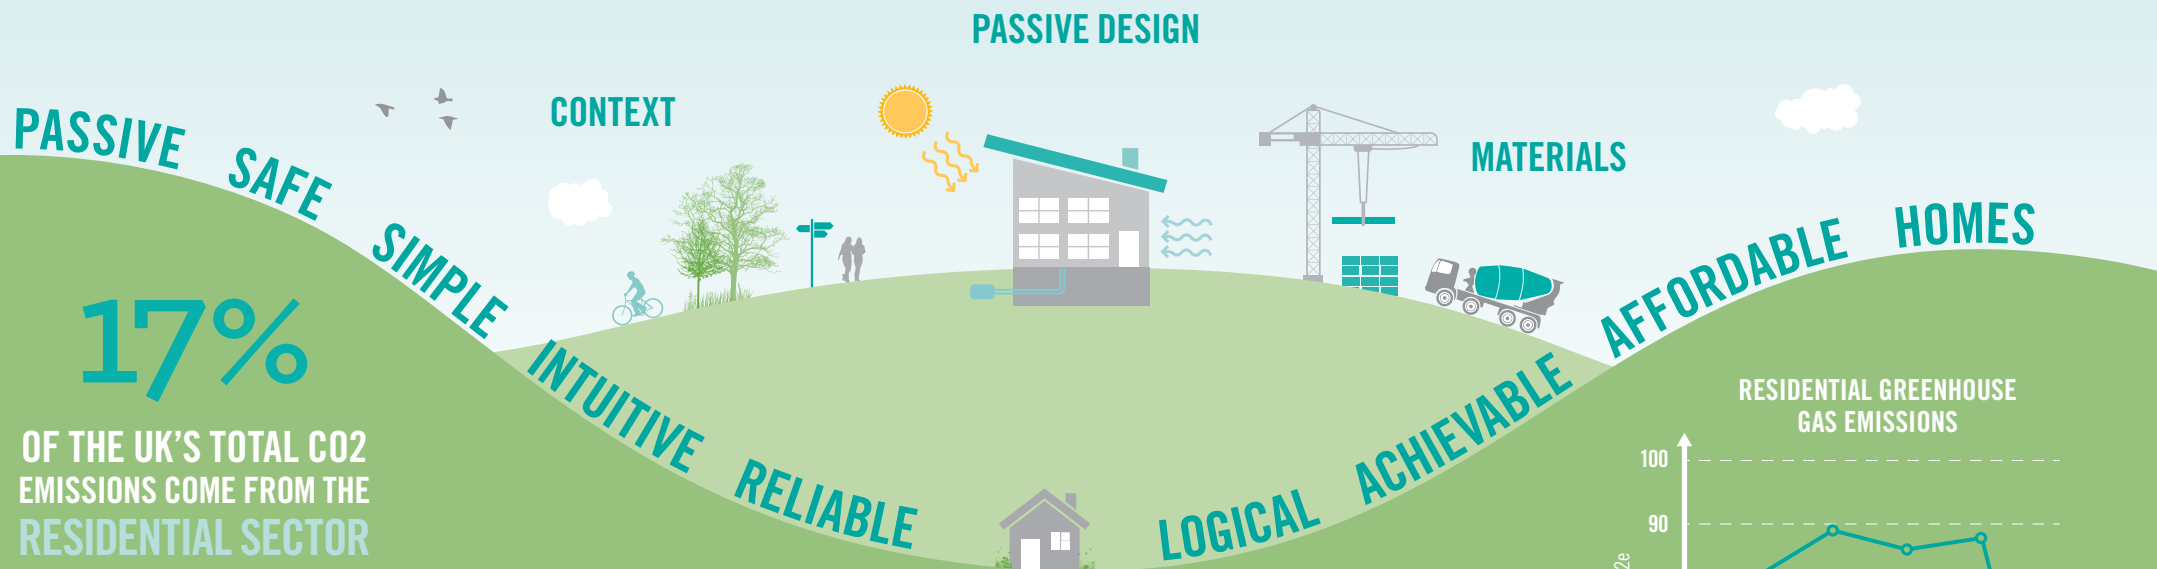 PASSIVE DESIGN
CONTEXT
MATERIALS
PASSIVE SAFE SIMPLE INTUITIVE RELIABLE LOGICAL ACHIEVABLE AFFORDABLE HOMES
17%
OF THE UK'S TOTAL CO2
EMISSIONS COME FROM THE
RESIDENTIAL SECTOR
RESIDENTIAL GREENHOUSE
GAS EMISSIONS
100
90